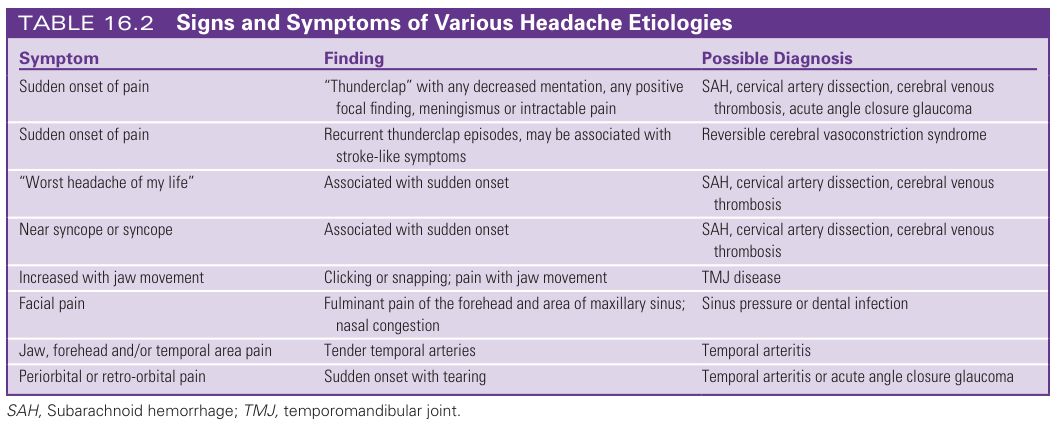 TABLE 16.2 Signs and Symptoms of Various Headache Etiologies
Symptom Finding Possible Diagnosis
Sudden onset of pain “Thunderclap” with any decreased mentation, any positive SAH, cervical artery dissection, cerebral venous
focal finding, meningismus or intractable pain thrombosis, acute angle closure glaucoma
Sudden onset of pain Recurrent thunderclap episodes, may be associated with Reversible cerebral vasoconstriction syndrome
stroke-like symptoms
“Worst headache of my life” Associated with sudden onset SAH, cervical artery dissection, cerebral venous
thrombosis
Near syncope or syncope Associated with sudden onset SAH, cervical artery dissection, cerebral venous
thrombosis
Increased with jaw movement Clicking or snapping; pain with jaw movement TMJ disease
Facial pain Fulminant pain of the forehead and area of maxillary sinus; Sinus pressure or dental infection
nasal congestion
Jaw, forehead and/or temporal area pain Tender temporal arteries Temporal arteritis
Periorbital or retro-orbital pain Sudden onset with tearing Temporal arteritis or acute angle closure glaucoma
SAH, Subarachnoid hemorrhage; TMJ, temporomandibular joint.